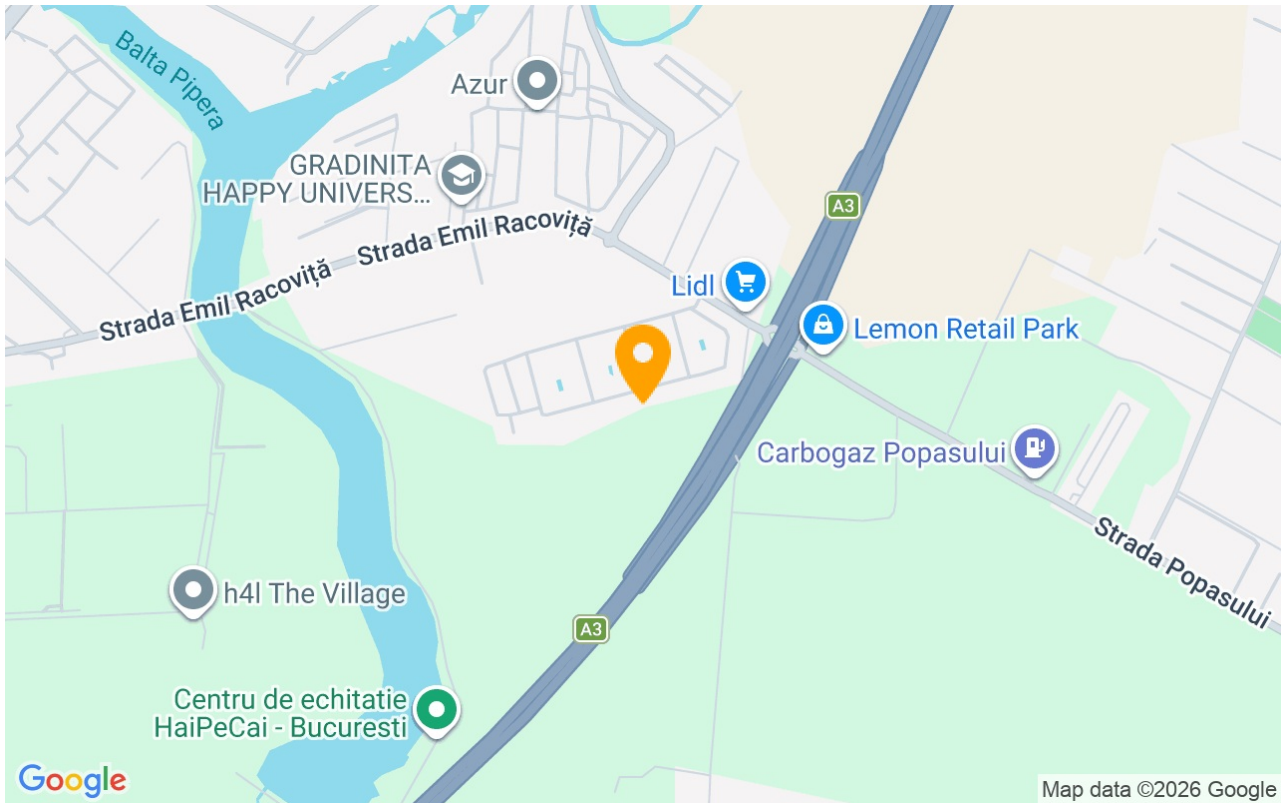 Balta Pipera
Azur
GRADINITA
HAPPY UNIVERS...
Strada Emil Racoviță
Strada Emil Racoviță
A3
Lidl
Lemon Retail Park
Carbogaz Popasului
Strada Popasului
h4l The Village
A3
Centru de echitatie
HaiPeCai - Bucuresti
Google
Map data ©2026 Google